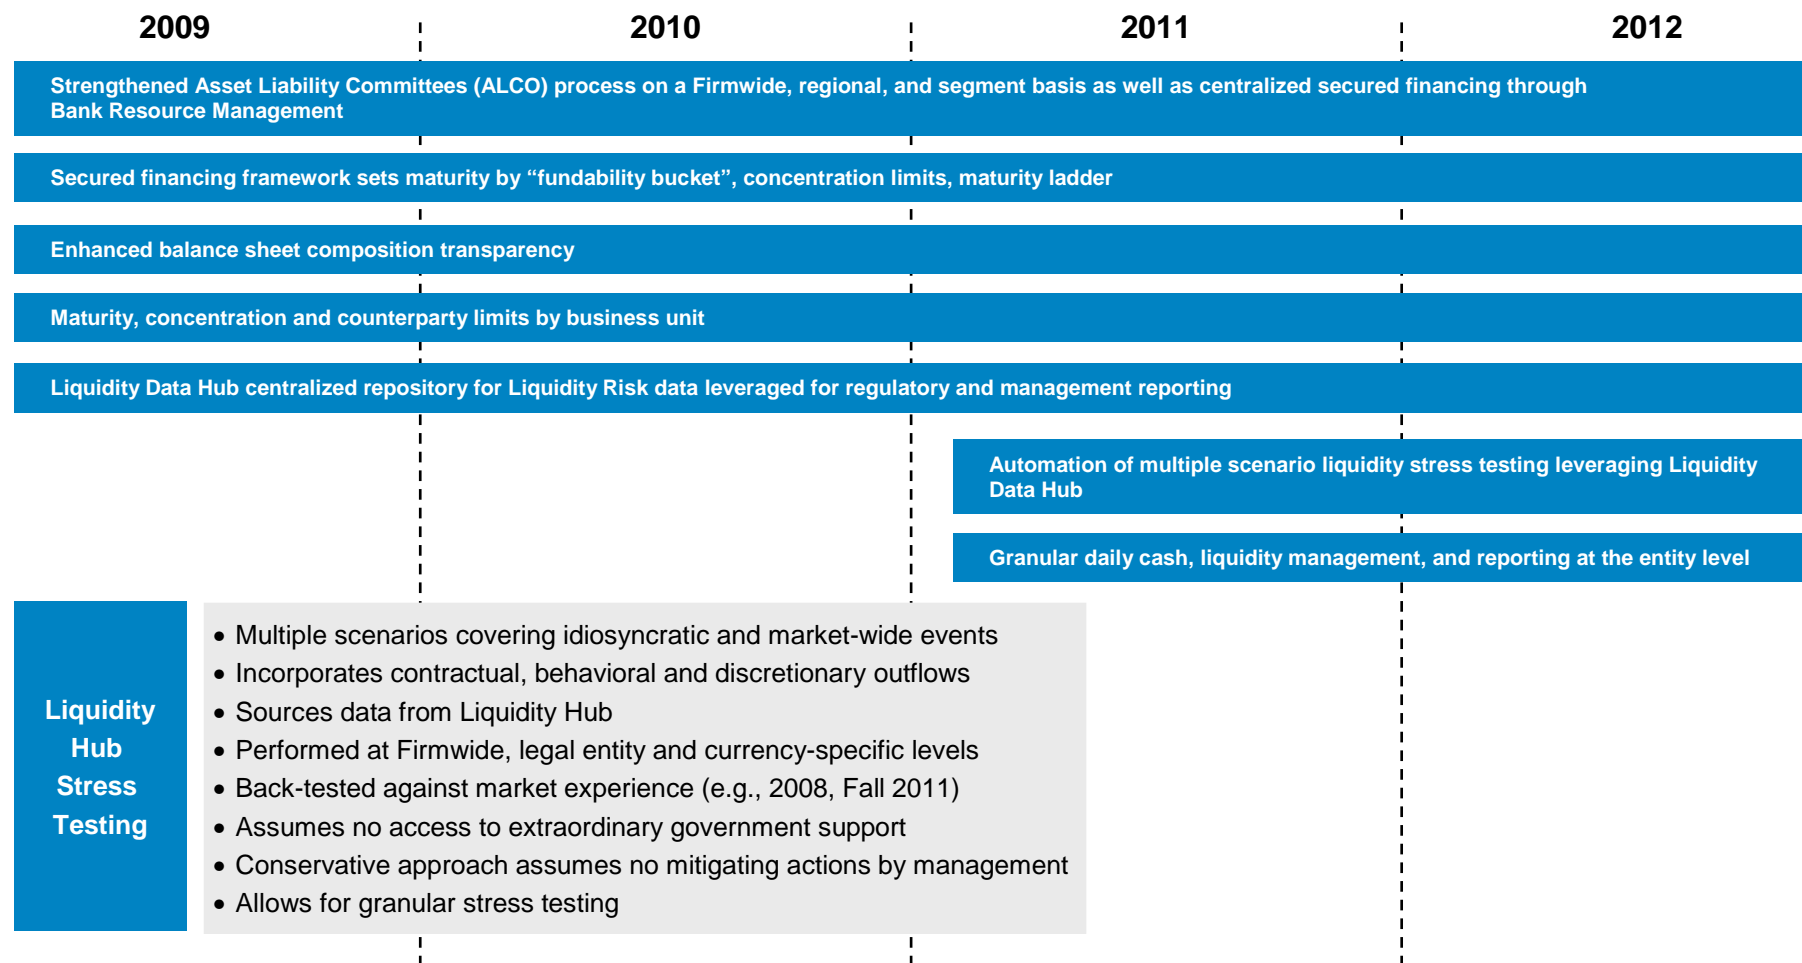 2009 2010 2011 2012
Strengthened Asset Liability Committees (ALCO) process on a Firmwide, regional, and segment basis as well as centralized secured financing through
Bank Resource Management
Secured financing framework sets maturity by “fundability bucket”, concentration limits, maturity ladder
Enhanced balance sheet composition transparency
Maturity, concentration and counterparty limits by business unit
Liquidity Data Hub centralized repository for Liquidity Risk data leveraged for regulatory and management reporting
Automation of multiple scenario liquidity stress testing leveraging Liquidity
Data Hub
Granular daily cash, liquidity management, and reporting at the entity level
Liquidity
Hub
Stress
Testing
• Multiple scenarios covering idiosyncratic and market-wide events
• Incorporates contractual, behavioral and discretionary outflows
• Sources data from Liquidity Hub
• Performed at Firmwide, legal entity and currency-specific levels
• Back-tested against market experience (e.g., 2008, Fall 2011)
• Assumes no access to extraordinary government support
• Conservative approach assumes no mitigating actions by management
• Allows for granular stress testing